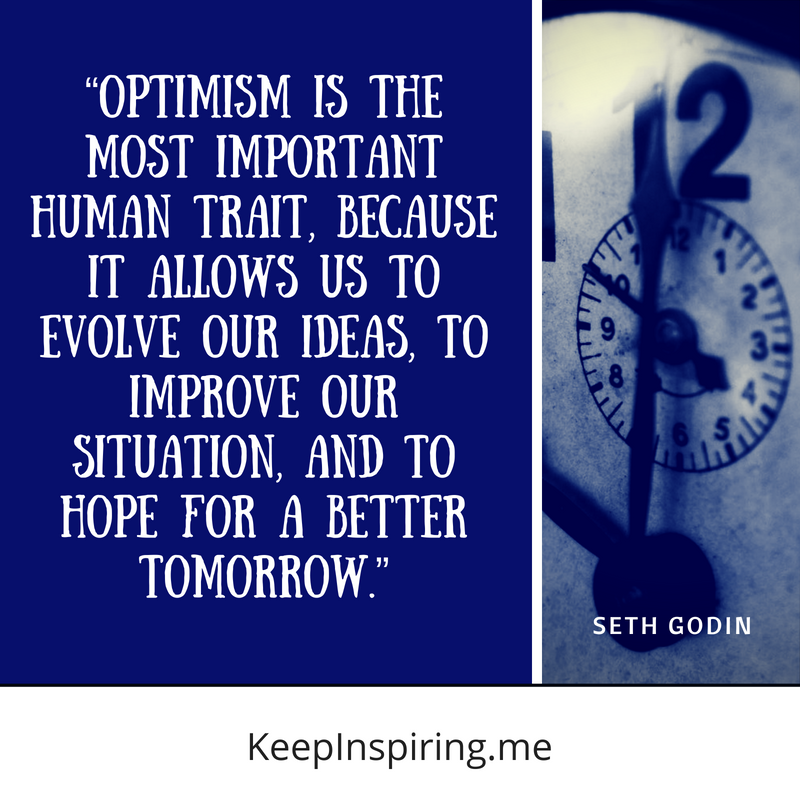 “OPTIMISM IS THE
MOST IMPORTANT
HUMAN TRAIT, BECAUSE
IT ALLOWS US TO
EVOLVE OUR IDEAS, TO
IMPROVE OUR
SITUATION, AND TO
HOPE FOR A BETTER
TOMORROW.”
12
12
1
2
3
4
5
6
8
9
SETH GODIN
KeepInspiring.me